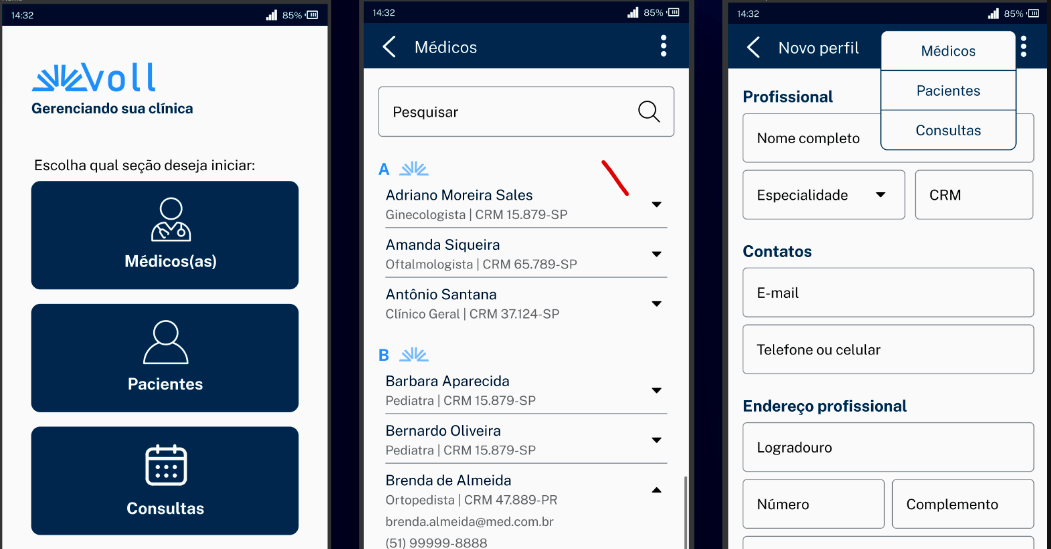 14:32
85%
Voll
Gerenciando sua clínica
Escolha qual seção deseja iniciar:
Médicos(as)
Pacientes
Consultas
14:32
85%
Médicos
Pesquisar
A
Adriano Moreira Sales
Ginecologista | CRM 15.879-SP
Amanda Siqueira
Oftalmologista | CRM 65.789-SP
Antônio Santana
Clínico Geral | CRM 37.124-SP
B
Barbara Aparecida
Pediatra | CRM 15.879-SP
Bernardo Oliveira
Pediatra | CRM 15.879-SP
Brenda de Almeida
Ortopedista | CRM 47.889-PR
brenda.almeida@med.com.br
(51) 99999-8888
14:32
85%
Novo perfil
Médicos
Pacientes
Consultas
Profissional
Nome completo
Especialidade
CRM
Contatos
E-mail
Telefone ou celular
Endereço profissional
Logradouro
Número
Complemento